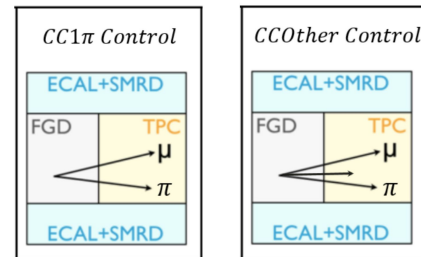 CC1π Control
ECAL+SMRD
FGD TPC
μ
π
ECAL+SMRD
CCOther Control
ECAL+SMRD
FGD TPC
μ
π
ECAL+SMRD